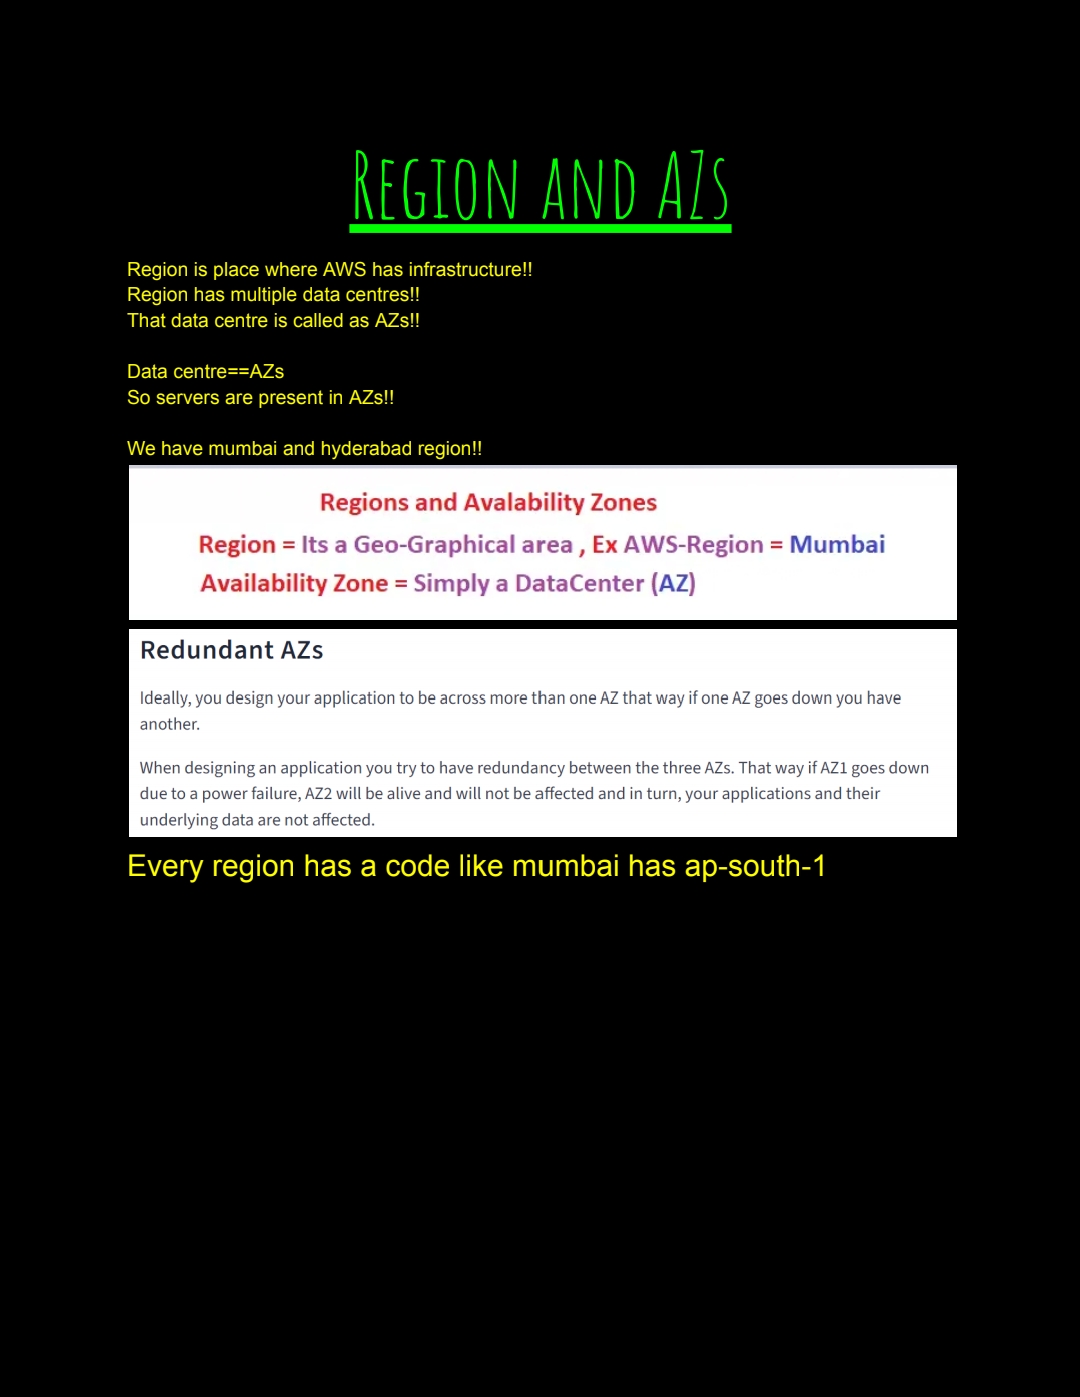 REGION AND AZS
Region is place where AWS has infrastructure!!
Region has multiple data centres!!
That data centre is called as AZs!!
Data centre==AZs
So servers are present in AZs!!
We have mumbai and hyderabad region!!
Regions and Avalability Zones
Region = Its a Geo-Graphical area , Ex AWS-Region = Mumbai
Availability Zone = Simply a DataCenter (AZ)
Redundant AZs
Ideally, you design your application to be across more than one AZ that way if one AZ goes down you have
another.
When designing an application you try to have redundancy between the three AZs. That way if AZ1 goes down
due to a power failure, AZ2 will be alive and will not be affected and in turn, your applications and their
underlying data are not affected.
Every region has a code like mumbai has ap-south-1